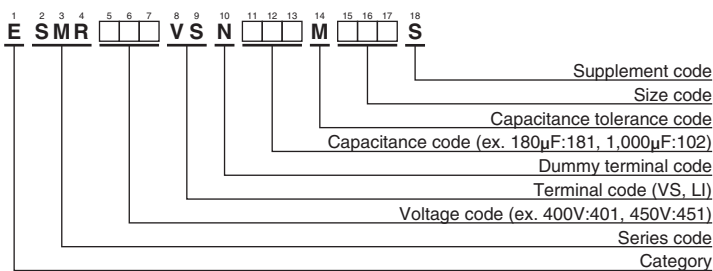 1 2 3 4 5 6 7 8 9 10 11 12 13 14 15 16 17 18
E SMR □□□ VS N □□□ M □□□ S
Supplement code
Size code
Capacitance tolerance code
Capacitance code (ex. 180µF:181, 1,000µF:102)
Dummy terminal code
Terminal code (VS, LI)
Voltage code (ex. 400V:401, 450V:451)
Series code
Category